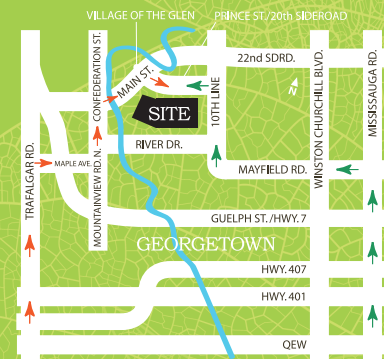 VILLAGE OF THE GLEN
PRINCE ST./20th SIDEROAD
22nd SDRD.
N
CONFEDERATION ST.
MAIN ST.
SITE
10TH LINE
WINSTON CHURCHILL BLVD.
MISSISSAUGA RD.
RIVER DR.
TRAFALGAR RD.
MAPLE AVE.
MOUNTAINVIEW RD. N.
MAYFIELD RD.
GUELPH ST./HWY. 7
GEORGETOWN
HWY. 407
HWY. 401
QEW